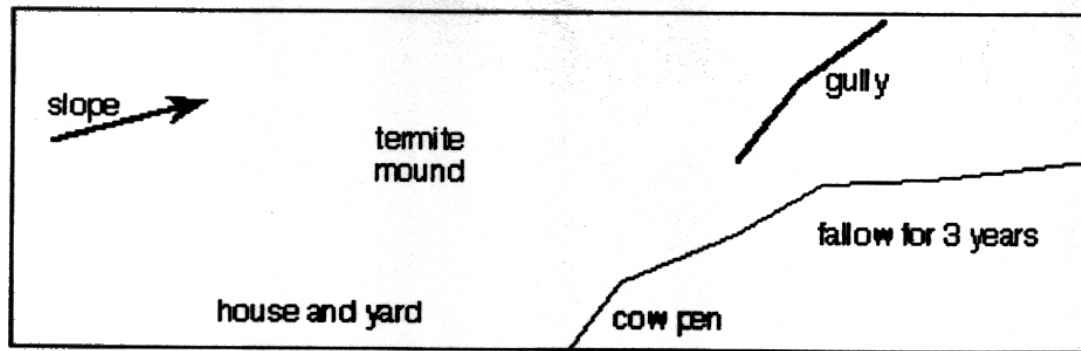 slope
gully
termite
mound
fallow for 3 years
house and yard
cow pen